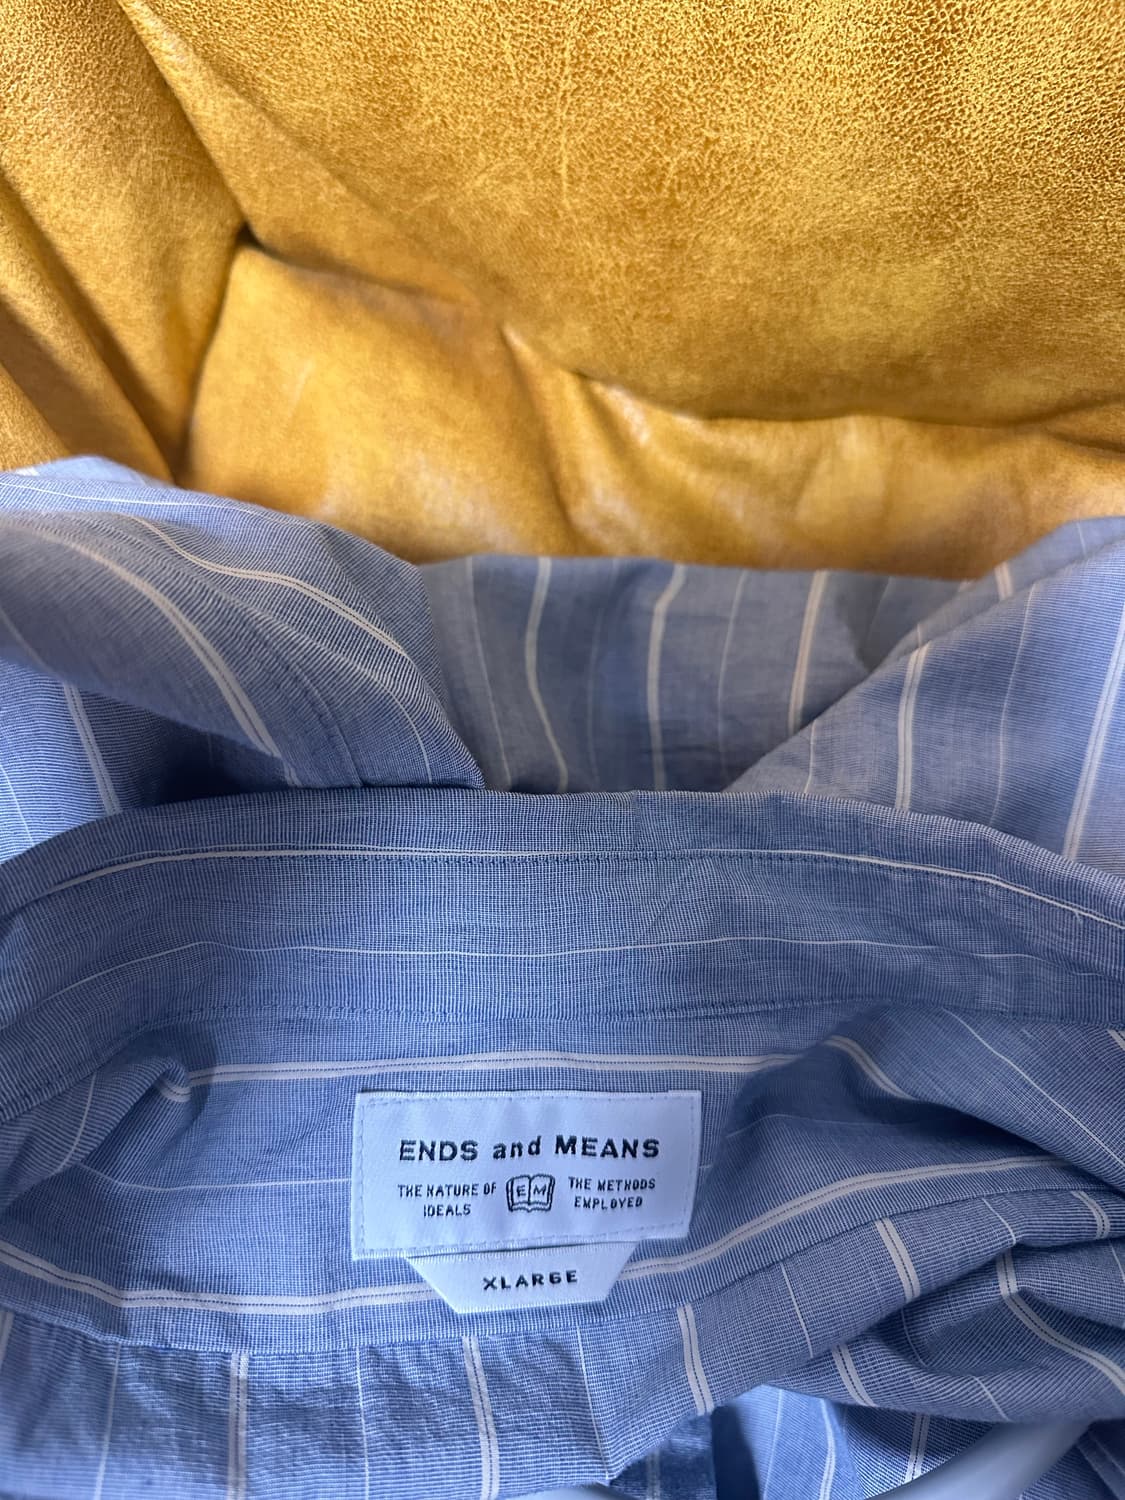 ENDS and MEANS
THE NATURE OF
IDEALS
EM
THE METHODS
EMPLOYED
XLARGE